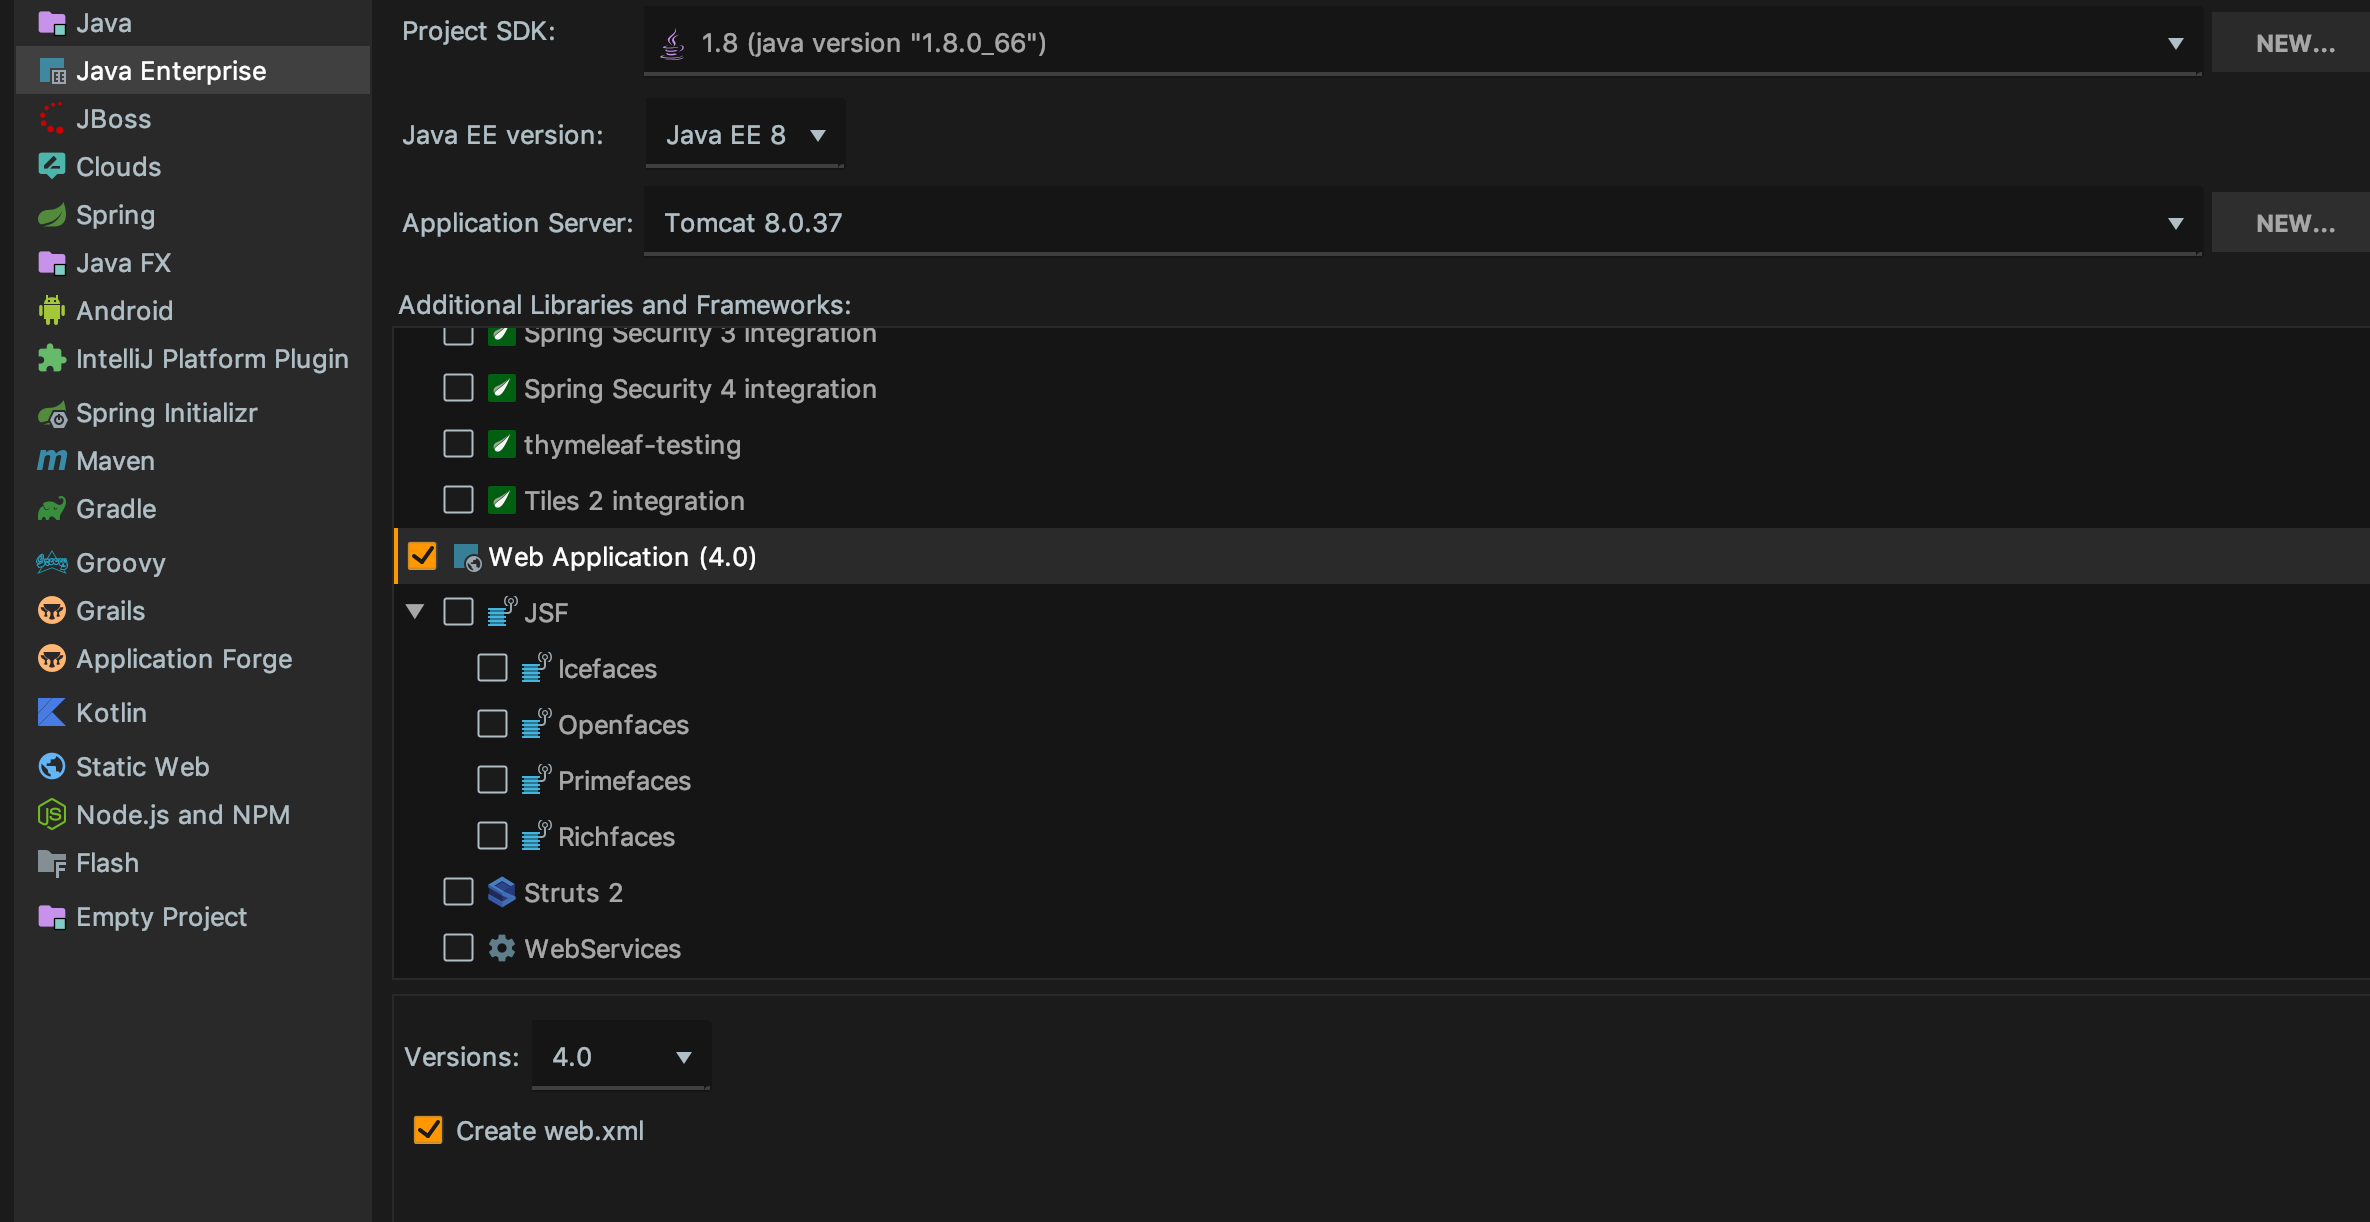 Java
Java Enterprise
JBoss
Clouds
Spring
Java FX
Android
IntelliJ Platform Plugin
Spring Initializr
Maven
Gradle
Groovy
Grails
Application Forge
Kotlin
Static Web
Node.js and NPM
Flash
Empty Project
Project SDK:
1.8 (java version "1.8.0_66")
NEW...
Java EE version:
Java EE 8
Application Server:
Tomcat 8.0.37
NEW...
Additional Libraries and Frameworks:
Spring Security 3 integration
Spring Security 4 integration
thymeleaf-testing
Tiles 2 integration
Web Application (4.0)
JSF
Icefaces
Openfaces
Primefaces
Richfaces
Struts 2
WebServices
Versions:
4.0
Create web.xml